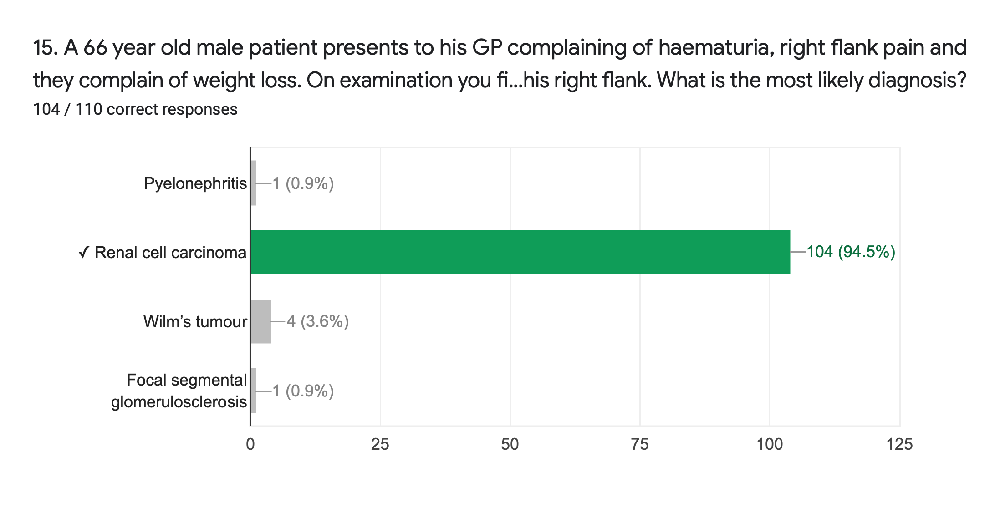 15. A 66 year old male patient presents to his GP complaining of haematuria, right flank pain and
they complain of weight loss. On examination you fi...his right flank. What is the most likely diagnosis?
104 / 110 correct responses
Pyelonephritis
1 (0.9%)
✓ Renal cell carcinoma
104 (94.5%)
Wilm’s tumour
4 (3.6%)
Focal segmental
glomerulosclerosis
1 (0.9%)
0 25 50 75 100 125